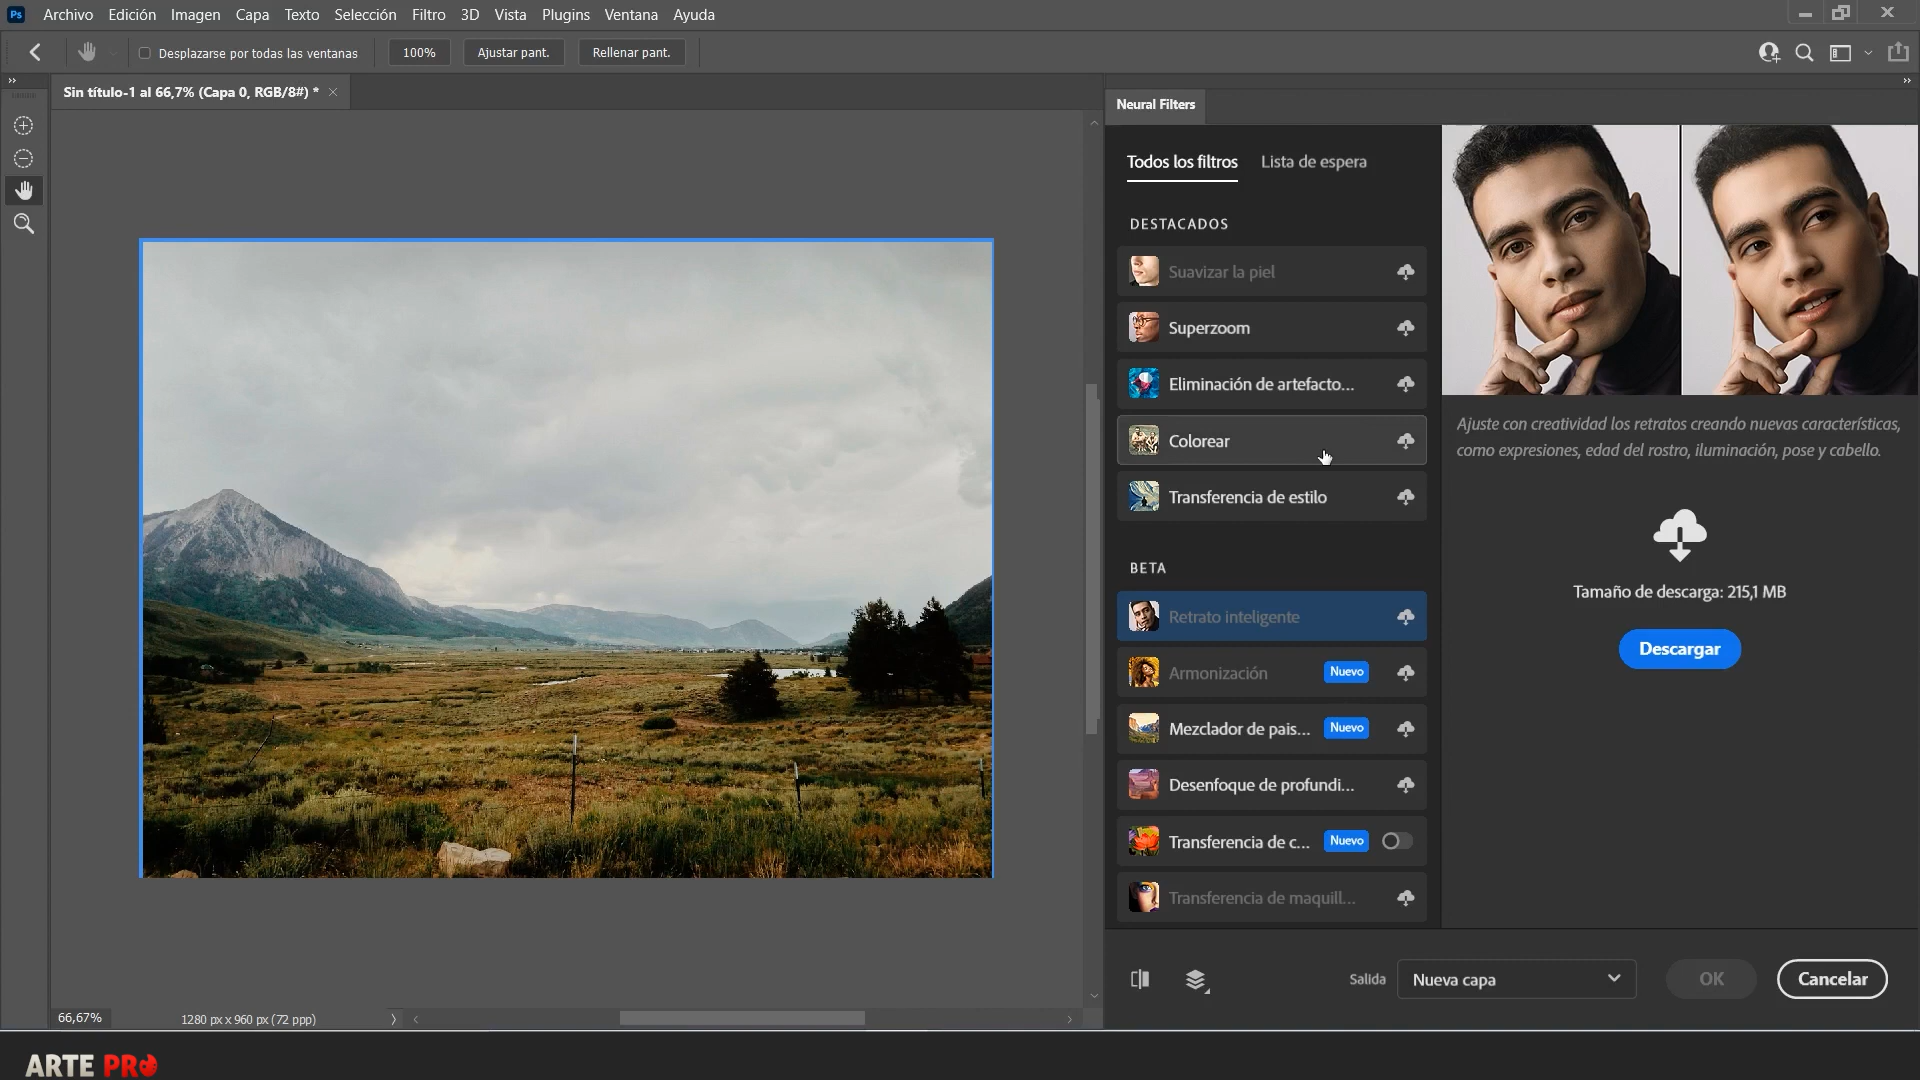 Ps Archivo Edición Imagen Capa Texto Selección Filtro 3D Vista Plugins Ventana Ayuda
Desplazarse por todas las ventanas 100% Ajustar pant. Rellenar pant.
Sin título-1 al 66,7% (Capa 0, RGB/8#) *
Neural Filters
Todos los filtros Lista de espera
DESTACADOS
Suavizar la piel
Superzoom
Eliminación de artefacto...
Colorear
Transferencia de estilo
BETA
Retrato inteligente
Armonización Nuevo
Mezclador de pais... Nuevo
Desenfoque de profundi...
Transferencia de c... Nuevo
Transferencia de maquill...
Ajuste con creatividad los retratos creando nuevas características,
como expresiones, edad del rostro, iluminación, pose y cabello.
Tamaño de descarga: 215,1 MB
Descargar
Salida Nueva capa OK Cancelar
66,67% 1280 px x 960 px (72 ppp)
ARTE PRO